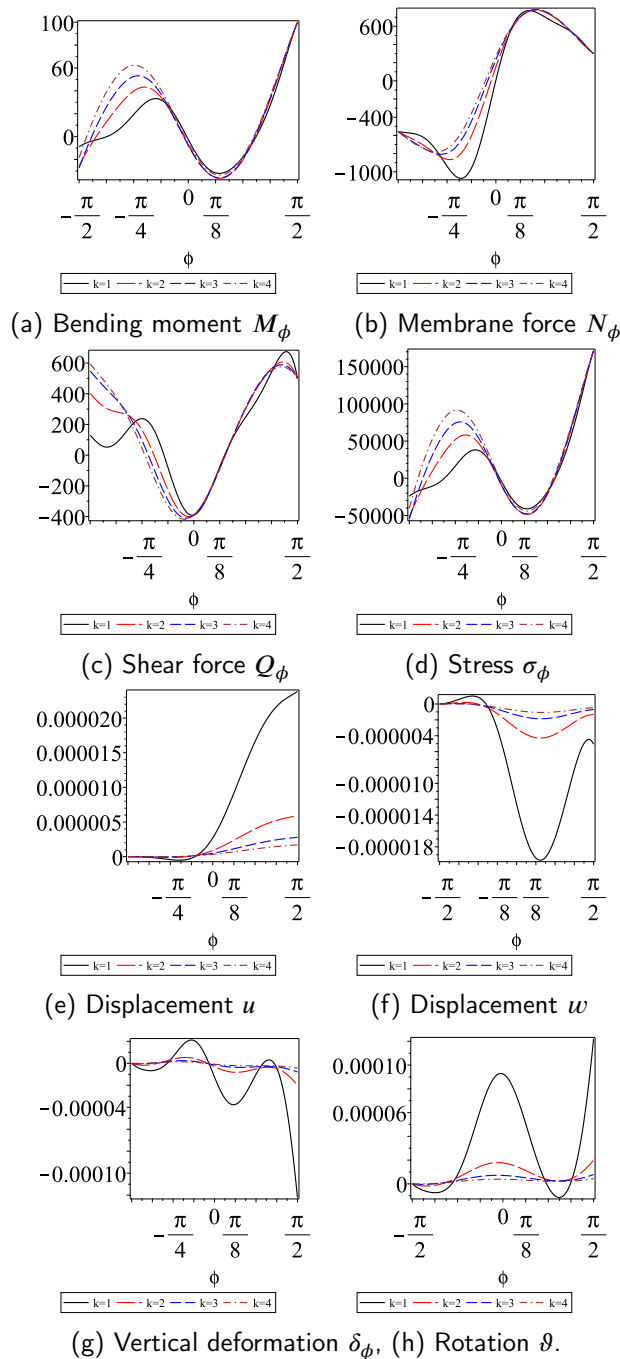 100
60
0
−π/2 −π/4 0 π/8 π/2
ϕ
k=1 k=2 k=3 k=4
(a) Bending moment Mϕ
600
0
−400
−1000
−π/4 0 π/8 π/2
ϕ
k=1 k=2 k=3 k=4
(b) Membrane force Nϕ
600
400
200
0
−200
−400
−π/4 0 π/8 π/2
ϕ
k=1 k=2 k=3 k=4
(c) Shear force Qϕ
150000
100000
50000
0
−50000
−π/4 0 π/8 π/2
ϕ
k=1 k=2 k=3 k=4
(d) Stress σϕ
0.000020
0.000015
0.000010
0.000005
0
−π/4 0 π/8 π/2
ϕ
k=1 k=2 k=3 k=4
(e) Displacement u
0
−0.000004
−0.000010
−0.000014
−0.000018
−π/2 −π/8 π/8 π/2
ϕ
k=1 k=2 k=3 k=4
(f) Displacement w
0
−0.00004
−0.00010
−π/4 0 π/8 π/2
ϕ
k=1 k=2 k=3 k=4
0.00010
0.00006
0
−π/2 0 π/8 π/2
ϕ
k=1 k=2 k=3 k=4
(g) Vertical deformation δϕ, (h) Rotation ϑ.